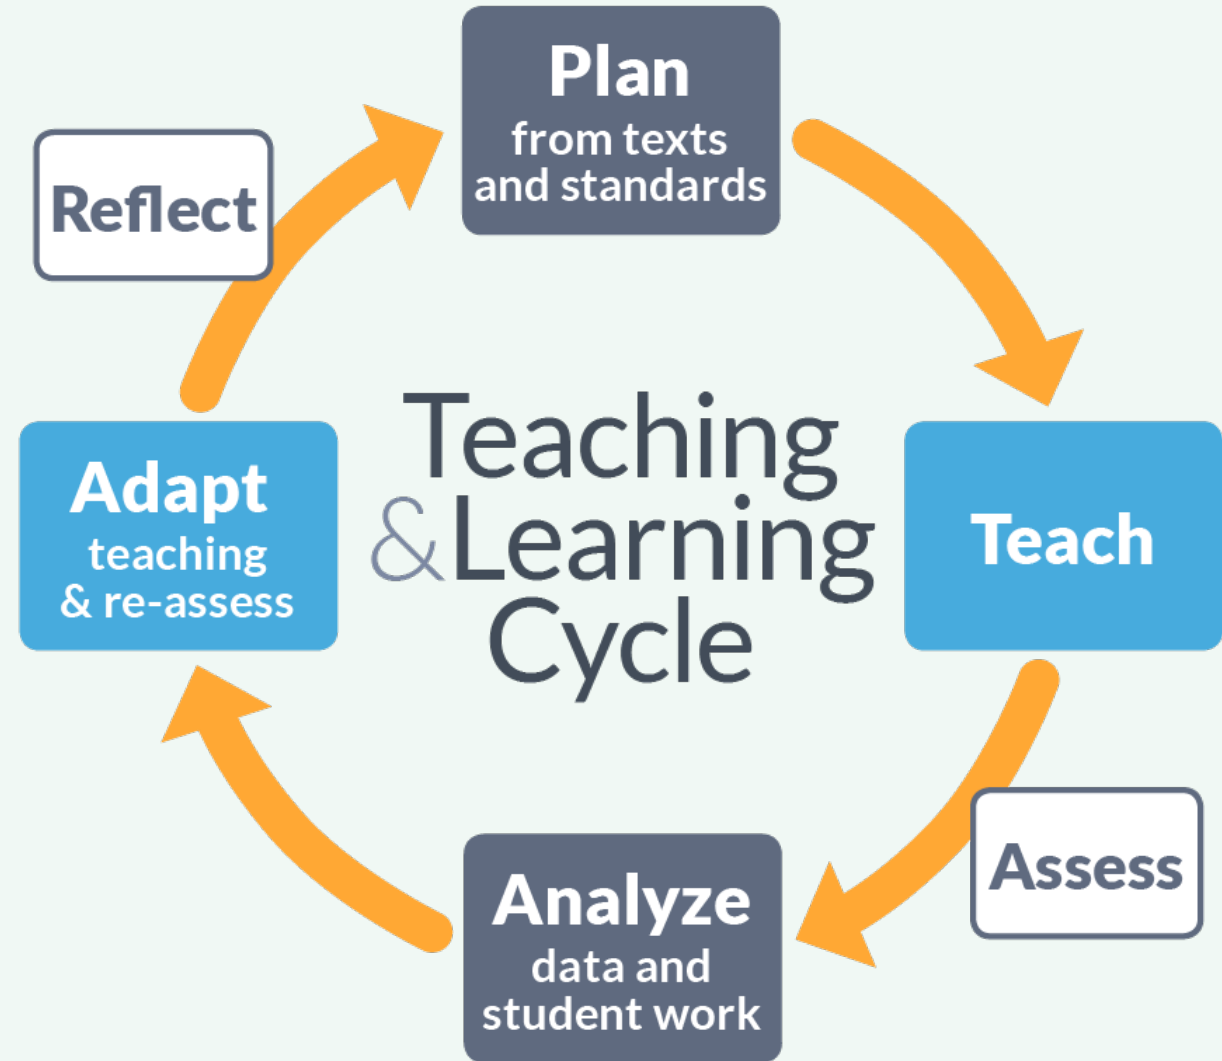 Plan
from texts
and standards
Reflect
Teaching
& Learning
Cycle
Teach
Adapt
teaching
& re-assess
Assess
Analyze
data and
student work